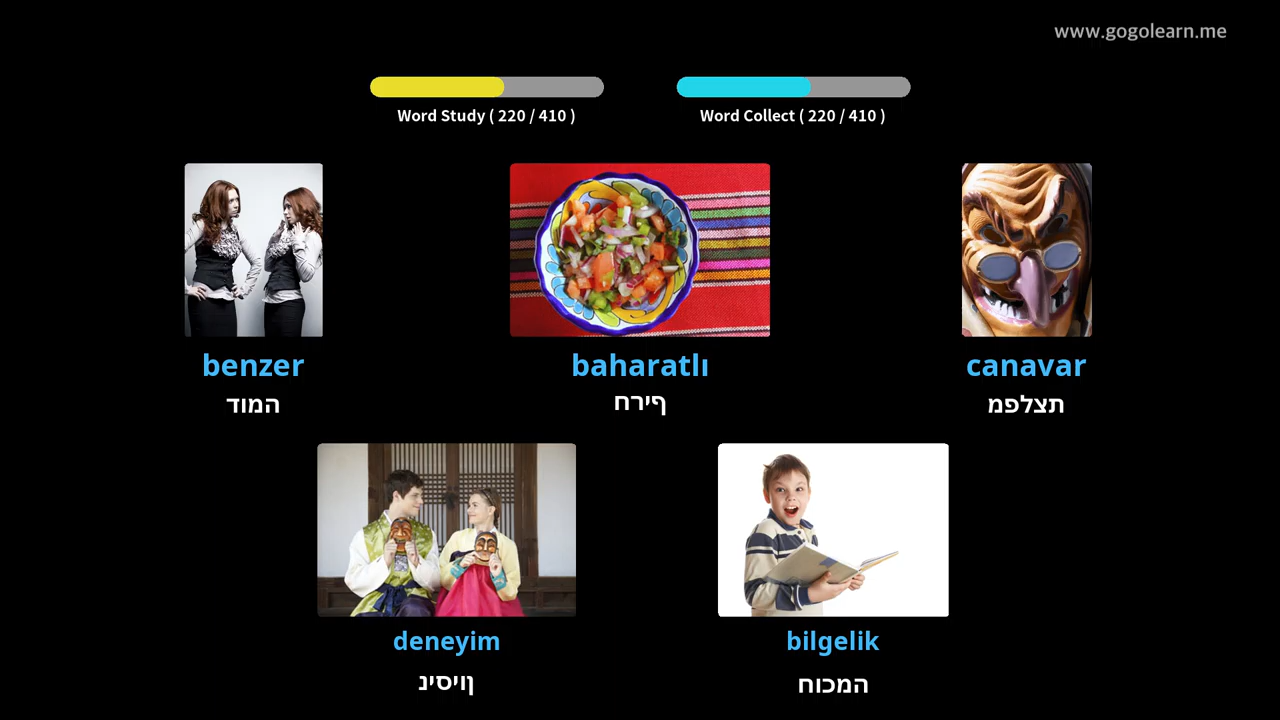 www.gogolearn.me
Word Study ( 220 / 410 )
Word Collect ( 220 / 410 )
benzer
המוד
baharatlı
ףירח
canavar
תצלפמ
deneyim
ןויסינ
bilgelik
המכוח